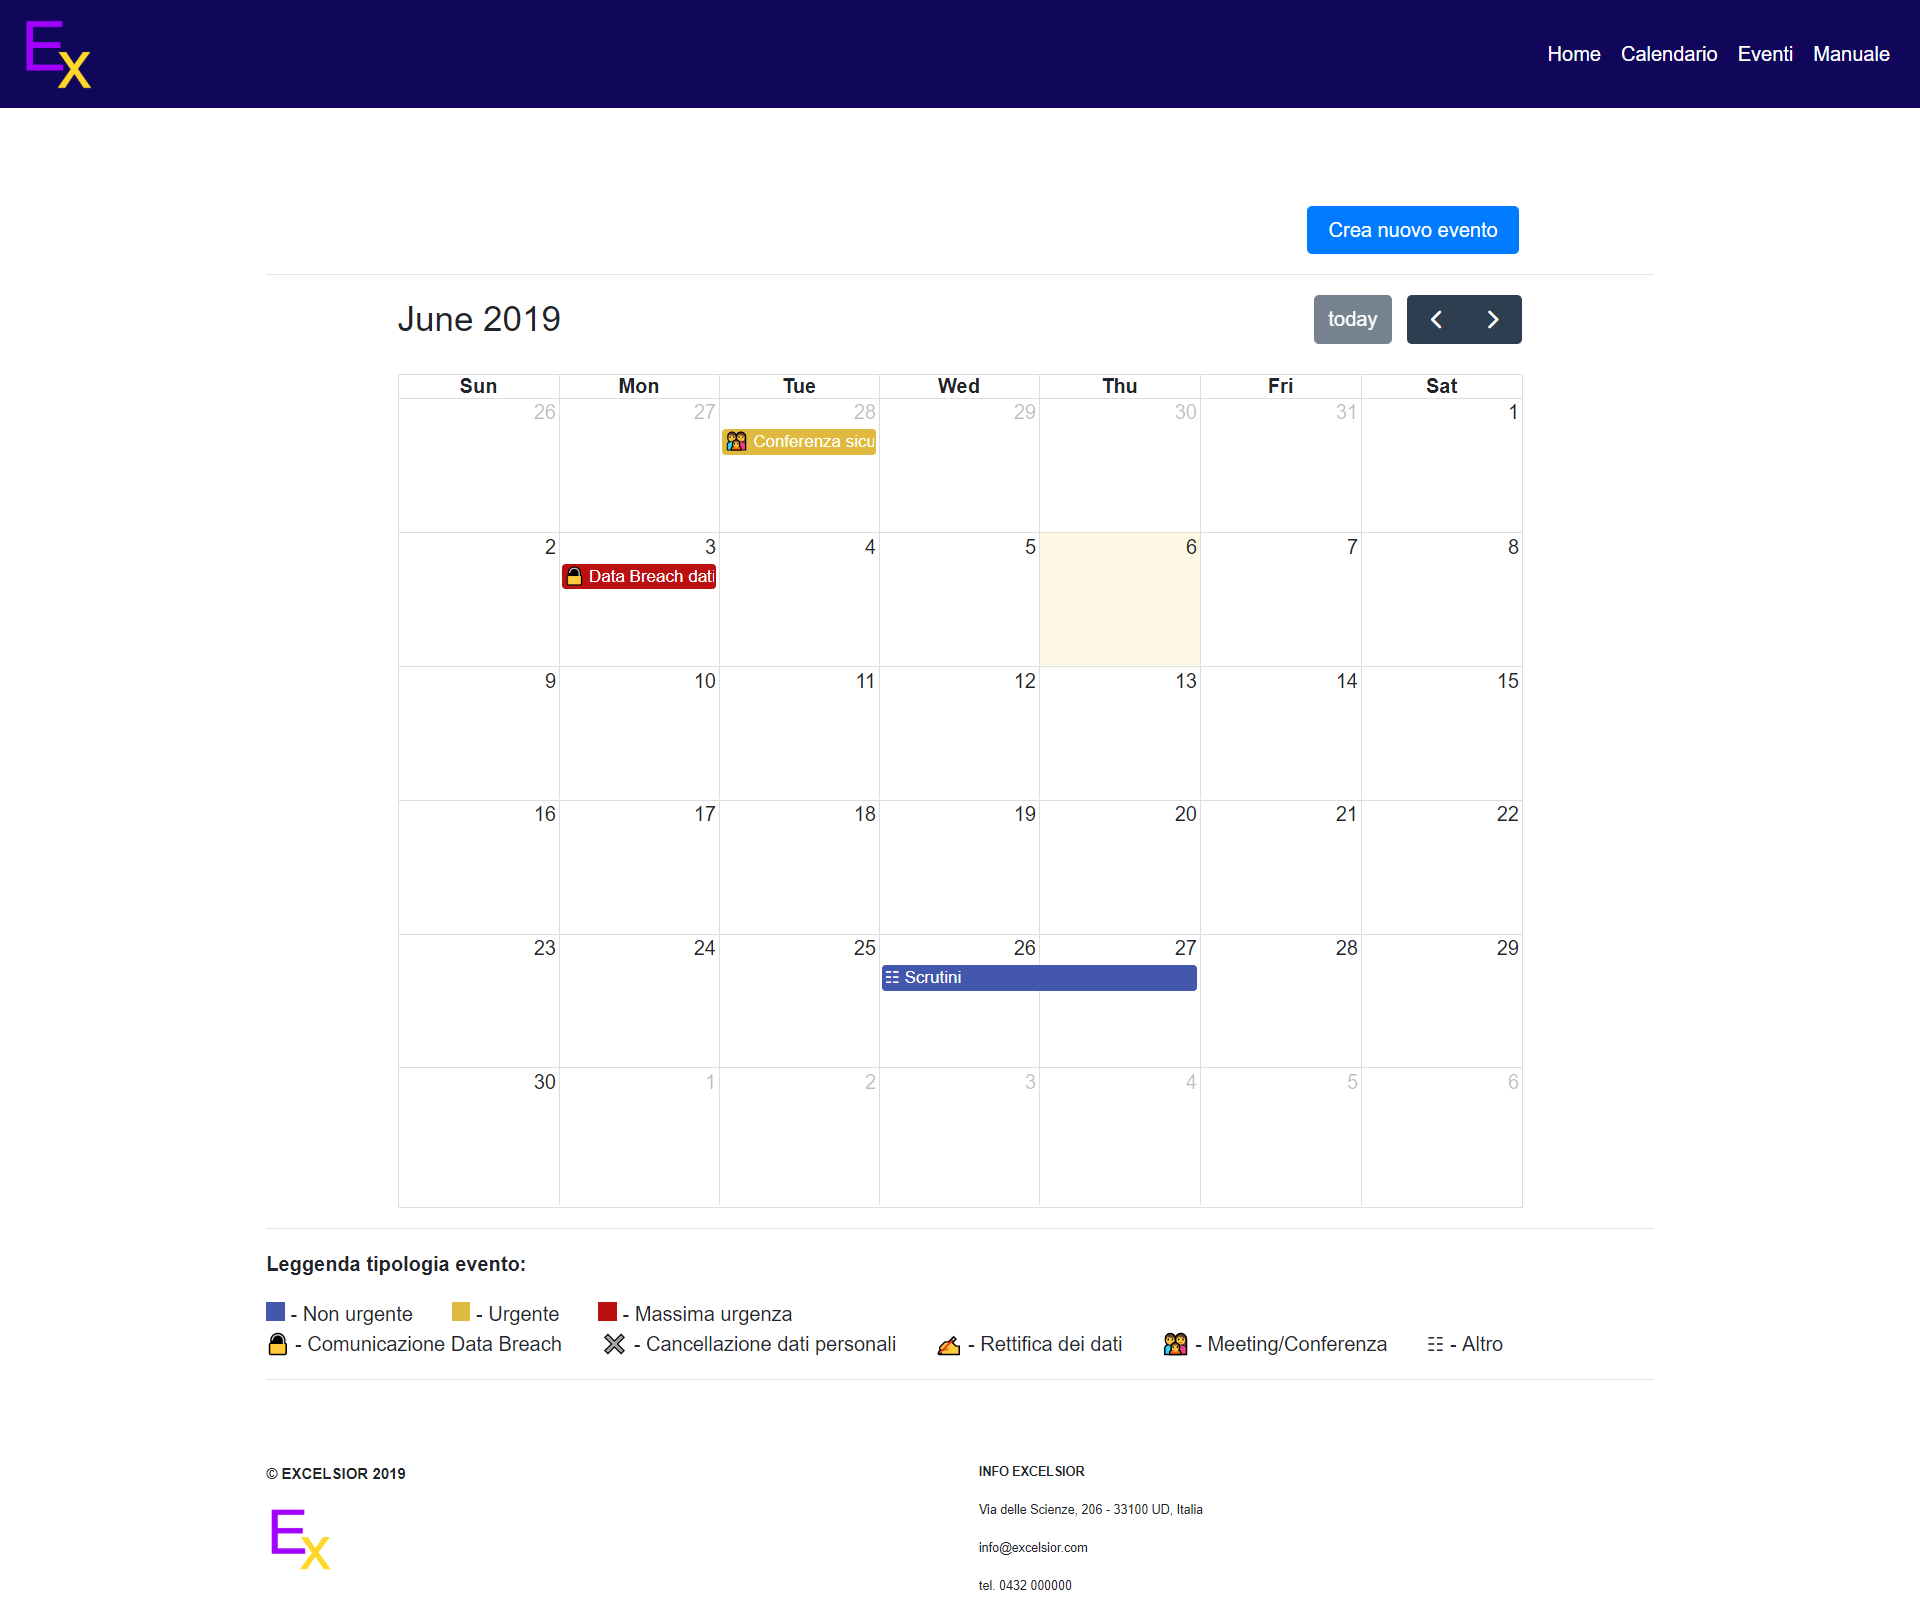 Ex
Home Calendario Eventi Manuale
Crea nuovo evento
June 2019
today
Sun Mon Tue Wed Thu Fri Sat
26 27 28 29 30 31 1
Conferenza sicu
2 3 4 5 6 7 8
Data Breach dati
9 10 11 12 13 14 15
16 17 18 19 20 21 22
23 24 25 26 27 28 29
Scrutini
30 1 2 3 4 5 6
Leggenda tipologia evento:
- Non urgente - Urgente - Massima urgenza
- Comunicazione Data Breach - Cancellazione dati personali - Rettifica dei dati - Meeting/Conferenza - Altro
© EXCELSIOR 2019
Ex
INFO EXCELSIOR
Via delle Scienze, 206 - 33100 UD, Italia
info@excelsior.com
tel. 0432 000000